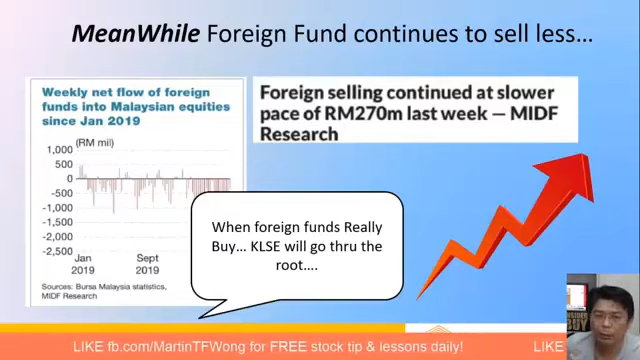 MeanWhile Foreign Fund continues to sell less...
Weekly net flow of foreign
funds into Malaysian equities
since Jan 2019
(RM mil)
1,000
500
0
-500
-1,000
-1,500
-2,000
-2,500
Jan
2019
Sept
2019
Sources: Bursa Malaysia statistics,
MIDF Research
Foreign selling continued at slower
pace of RM270m last week — MIDF
Research
When foreign funds Really
Buy... KLSE will go thru the
root....
BUY
LIKE fb.com/MartinTFWong for FREE stock tip & lessons daily!
LIKE